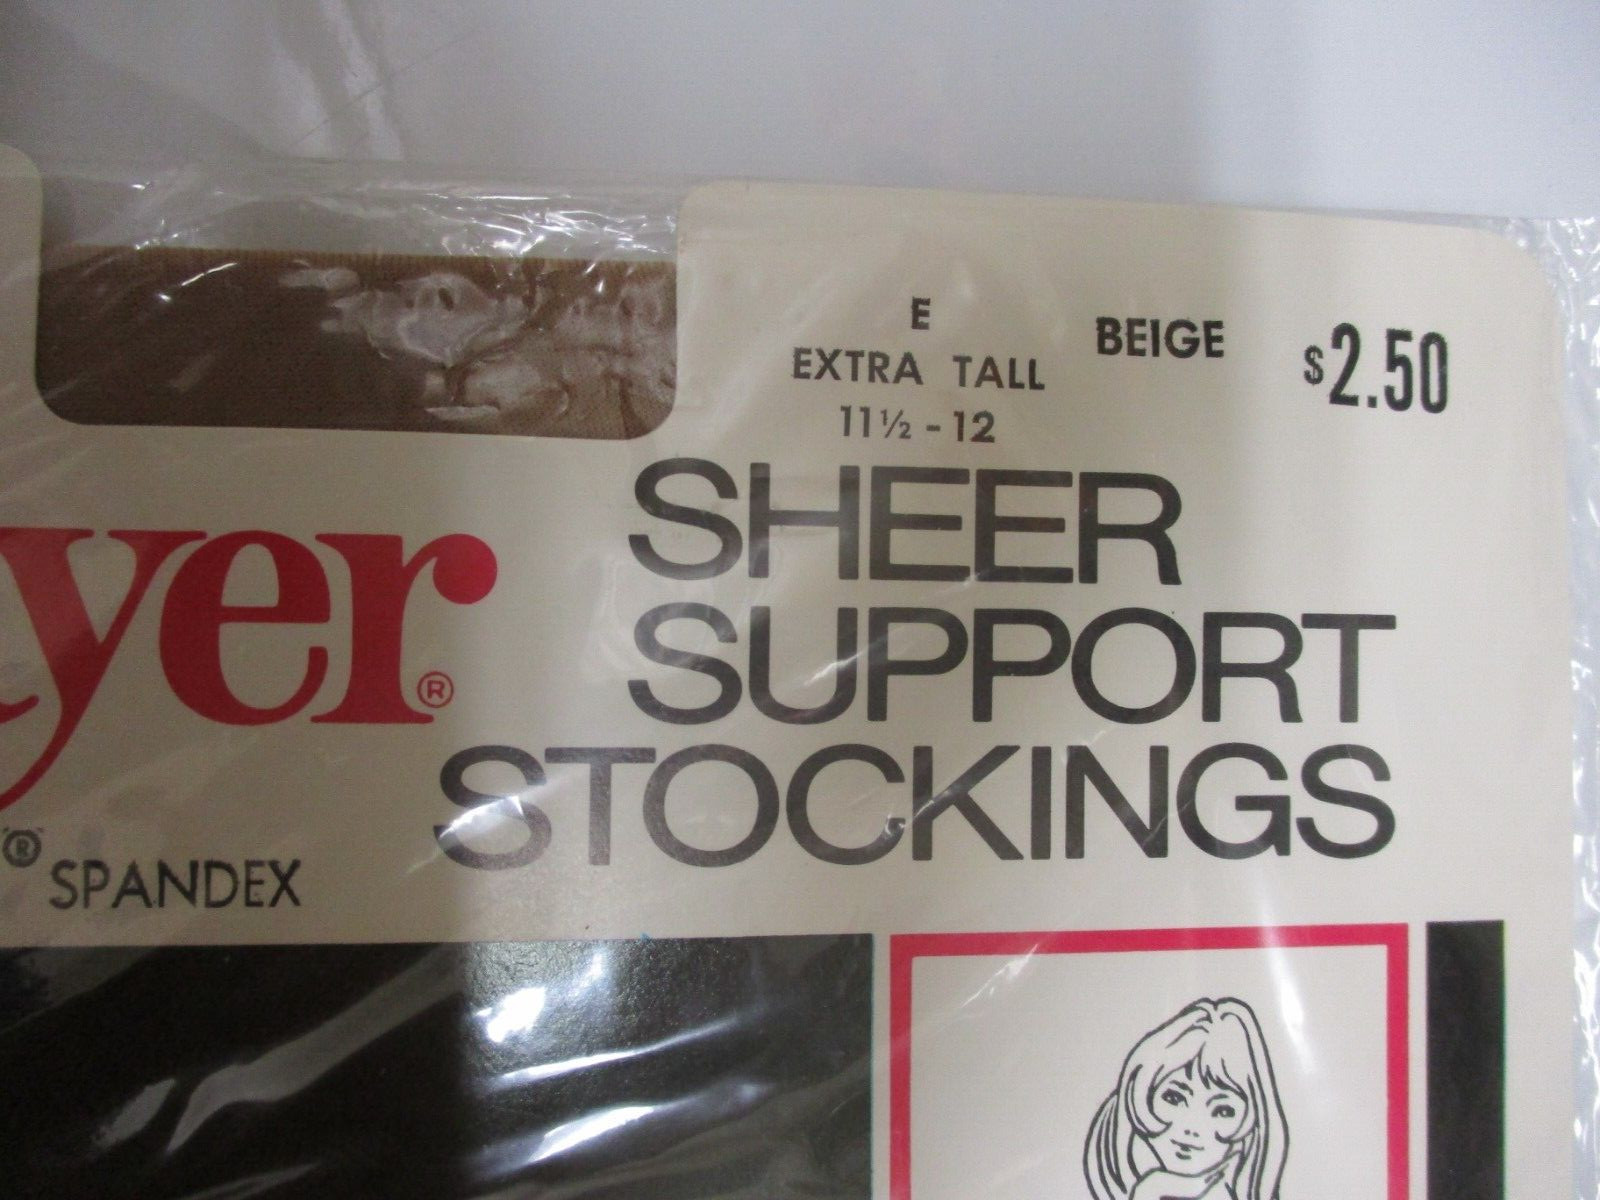 E
EXTRA TALL
11½ - 12
BEIGE
$2.50
SHEER
SUPPORT
STOCKINGS
yer®
® SPANDEX